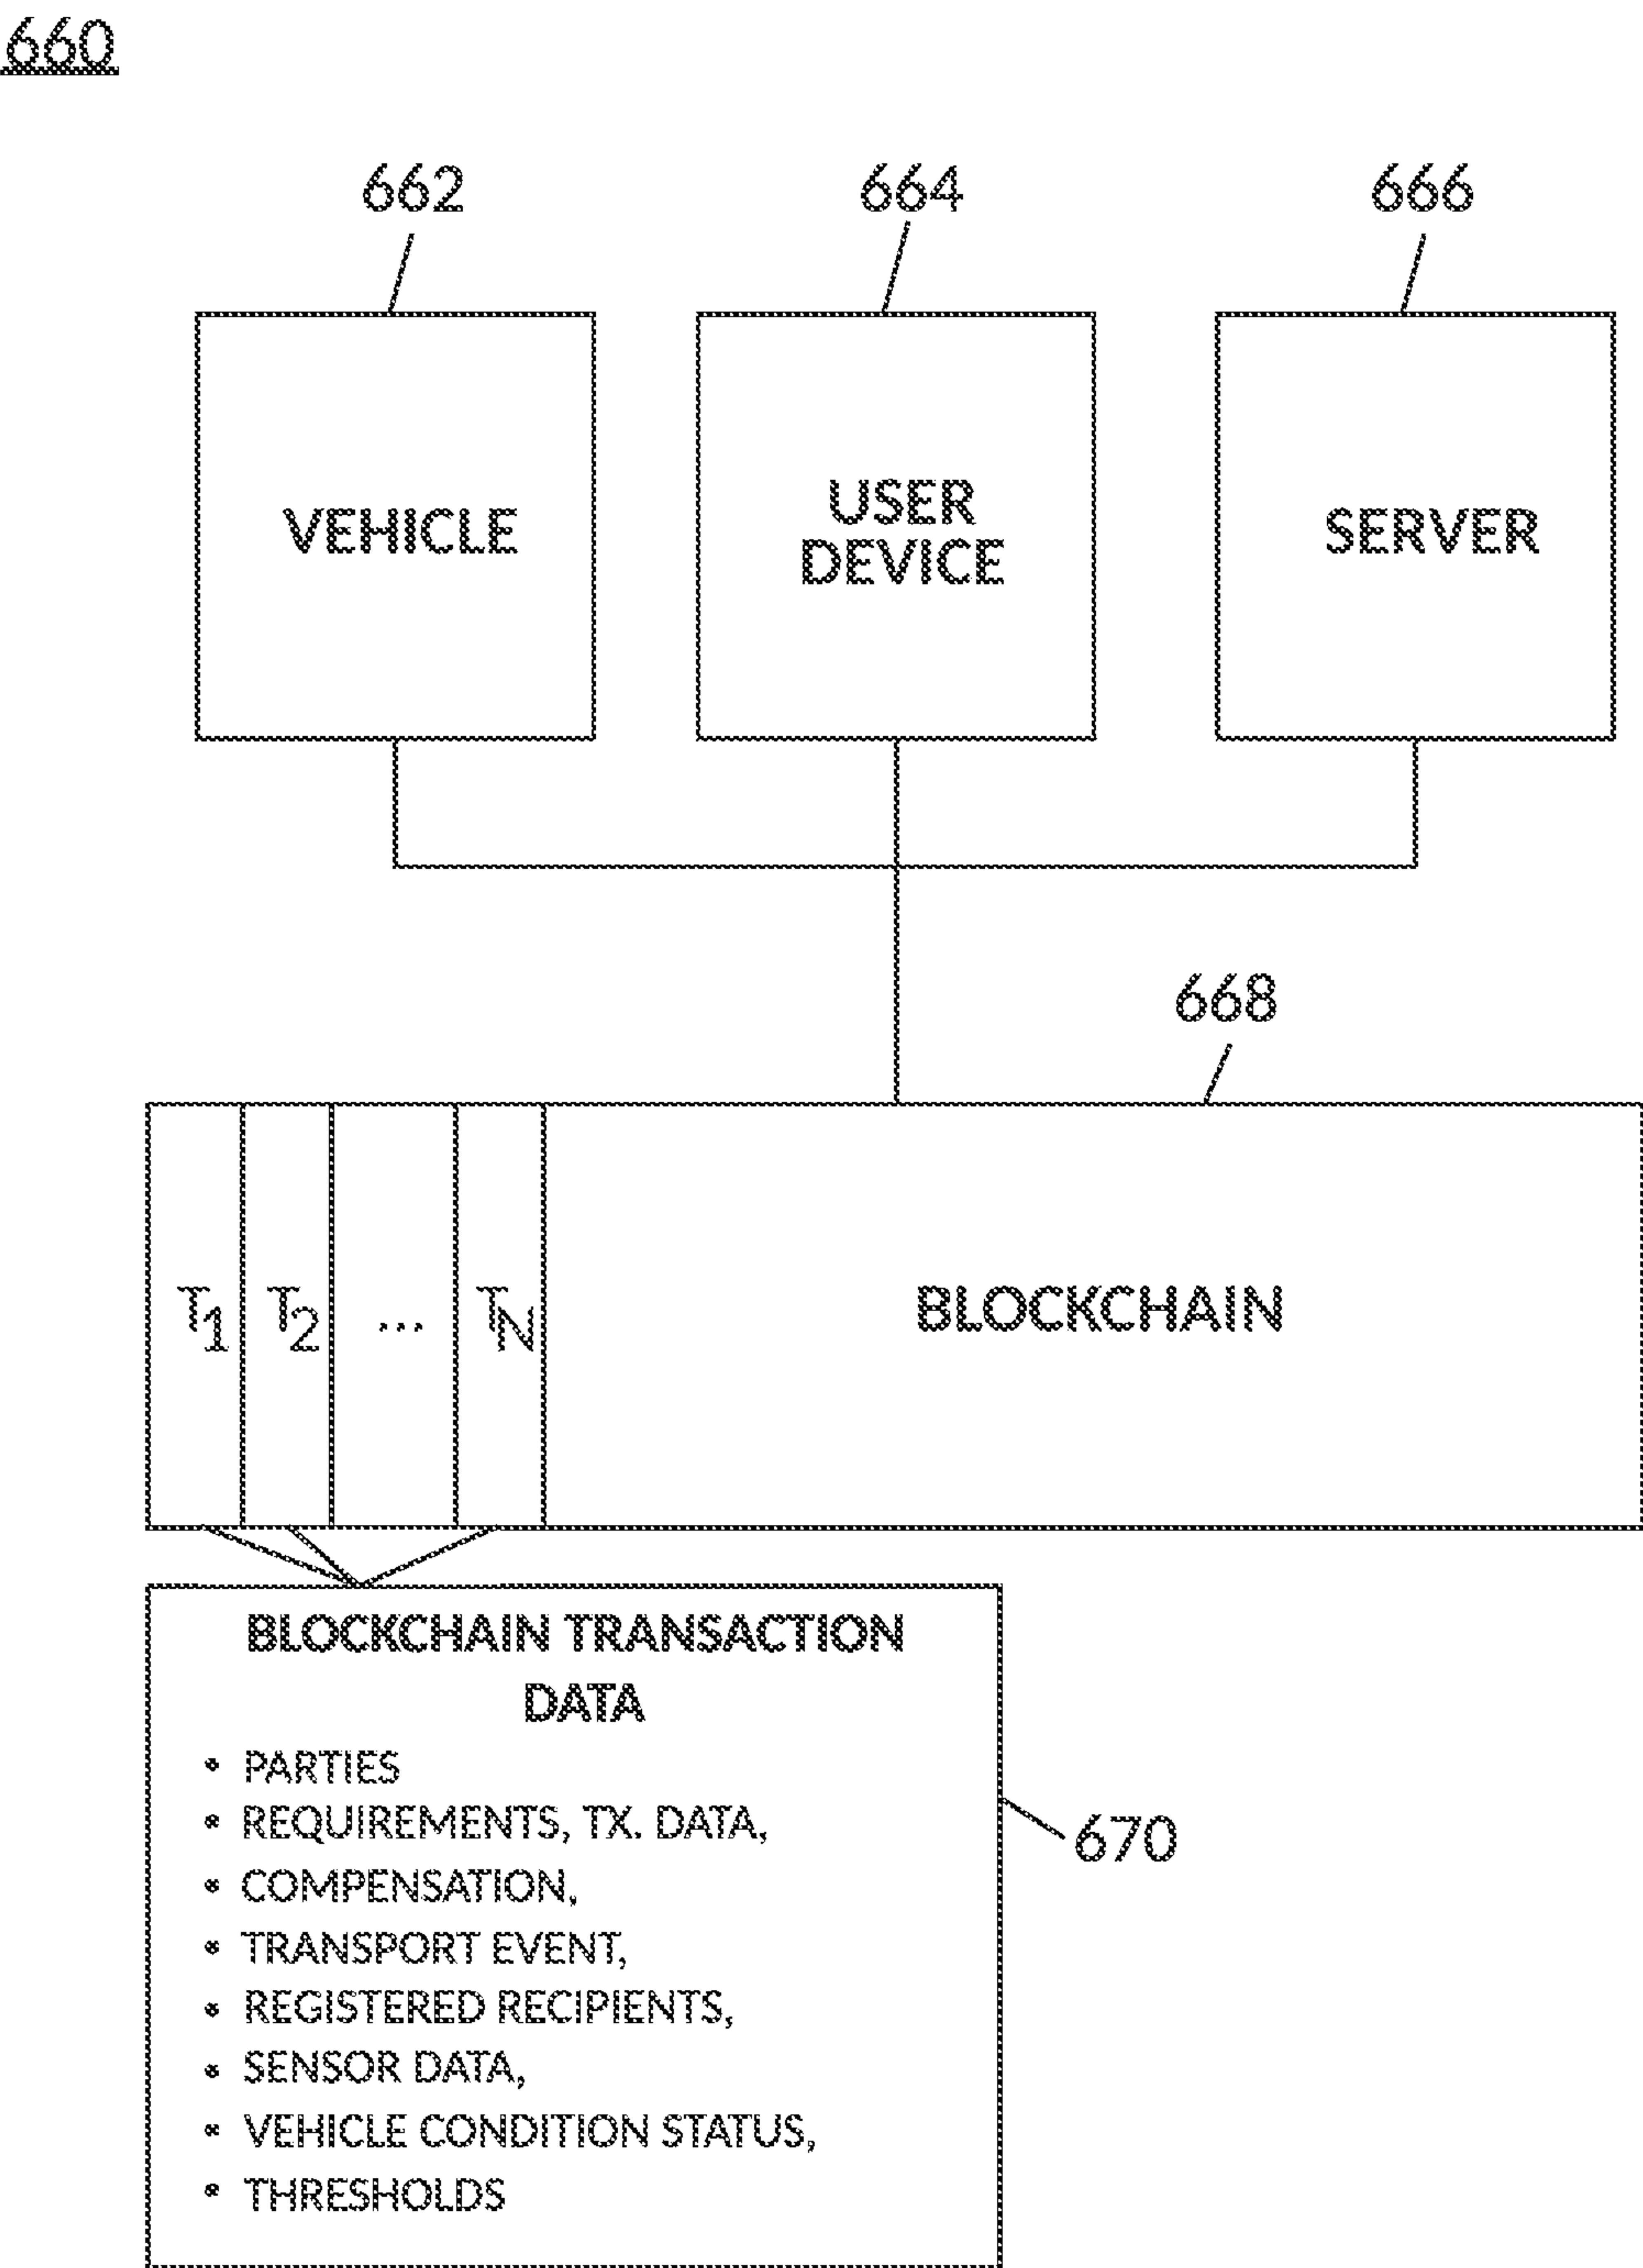 660
662 664 666
VEHICLE
USER
DEVICE
SERVER
668
T1 T2 ... TN
BLOCKCHAIN
BLOCKCHAIN TRANSACTION
DATA
• PARTIES
• REQUIREMENTS, TX. DATA,
• COMPENSATION,
• TRANSPORT EVENT,
• REGISTERED RECIPIENTS,
• SENSOR DATA,
• VEHICLE CONDITION STATUS,
• THRESHOLDS
670